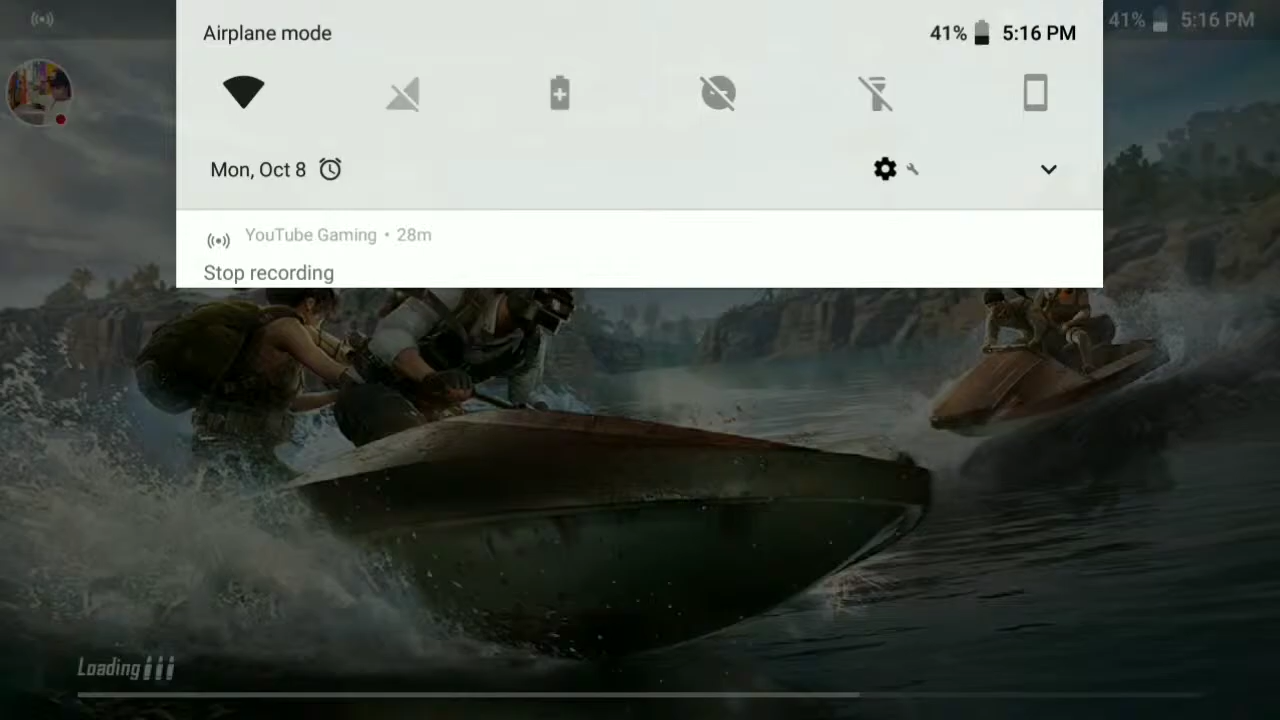 Airplane mode
41% 5:16 PM
41% 5:16 PM
Mon, Oct 8
YouTube Gaming • 28m
Stop recording
Loading